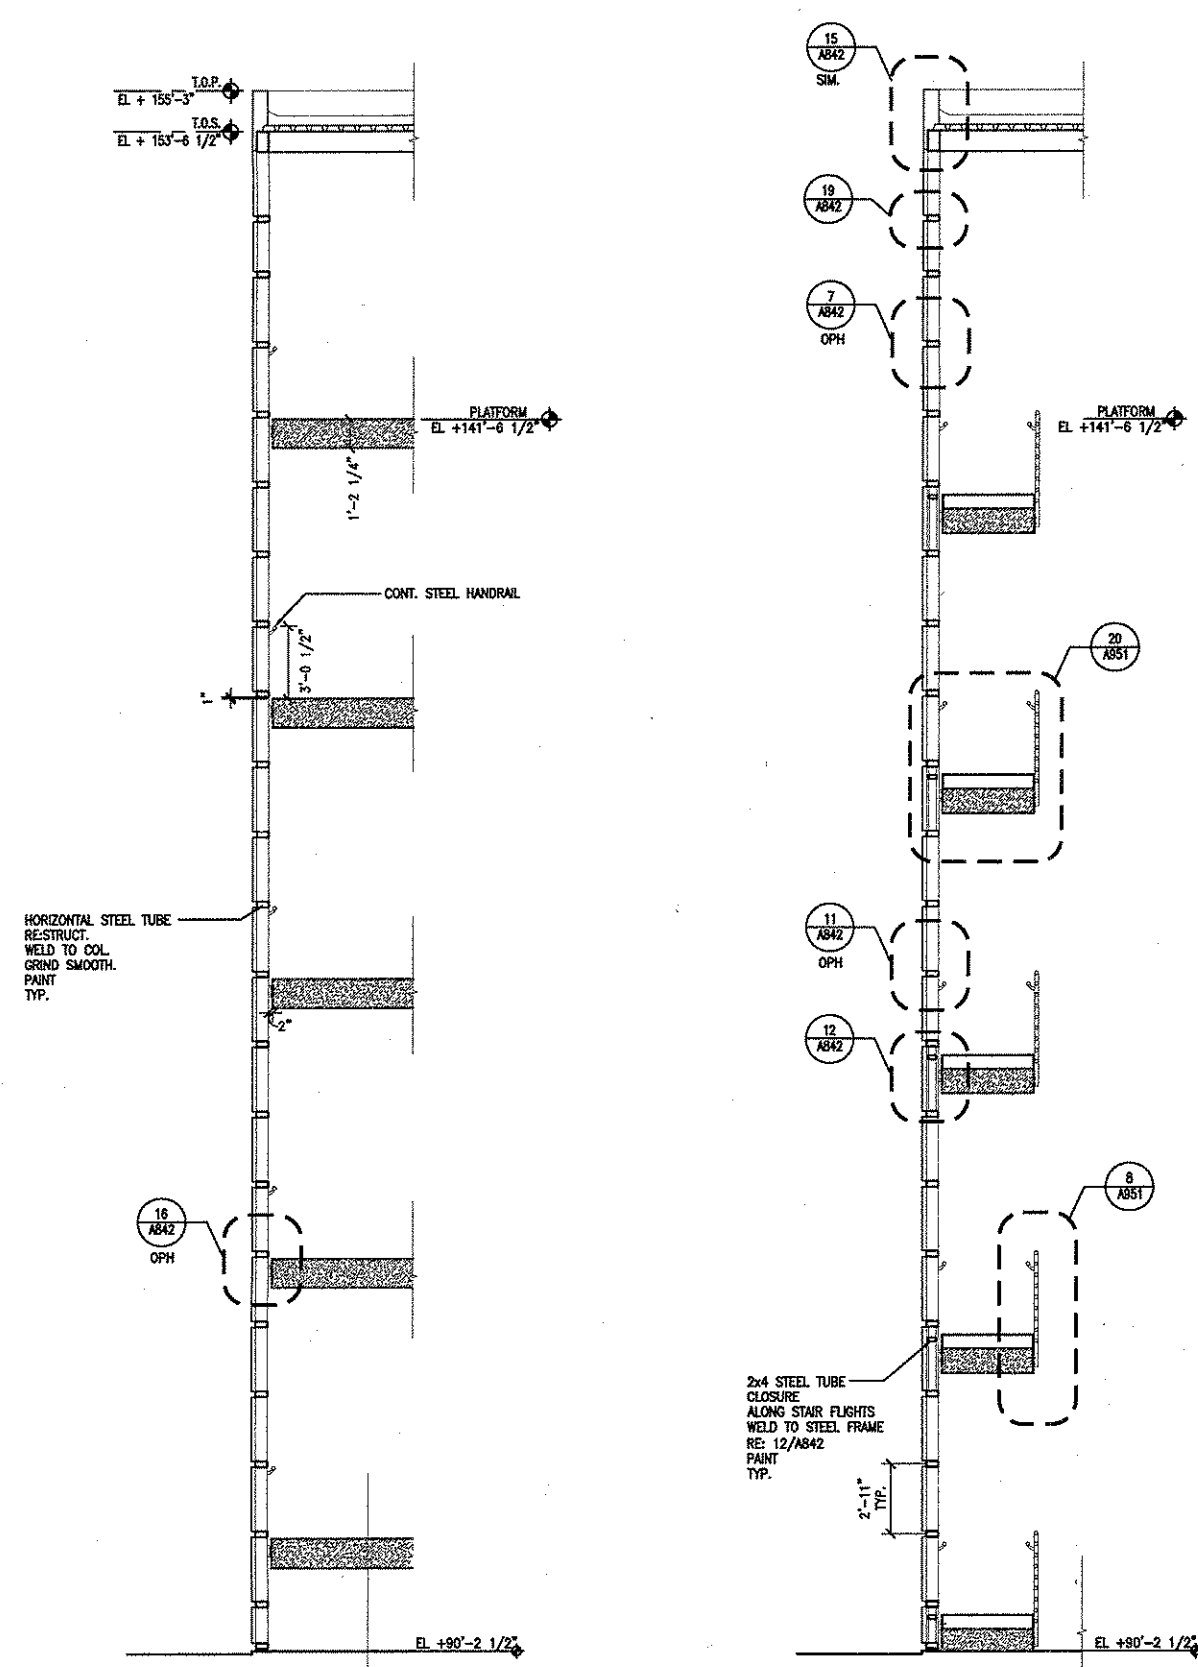 T.O.P.
EL + 155'-3"
T.O.S.
EL + 153'-6 1/2"
PLATFORM
EL +141'-6 1/2"
1'-2 1/4"
CONT. STEEL HANDRAIL
3'-0 1/2"
1"
HORIZONTAL STEEL TUBE
RE:STRUCT.
WELD TO COL.
GRIND SMOOTH.
PAINT
TYP.
2"
16
A842
OPH
EL +90'-2 1/2"
15
A842
SIM.
19
A842
7
A842
OPH
PLATFORM
EL +141'-6 1/2"
20
A951
11
A842
OPH
12
A842
8
A951
2x4 STEEL TUBE
CLOSURE
ALONG STAIR FLIGHTS
WELD TO STEEL FRAME
RE: 12/A842
PAINT
TYP.
2'-11"
TYP.
EL +90'-2 1/2"